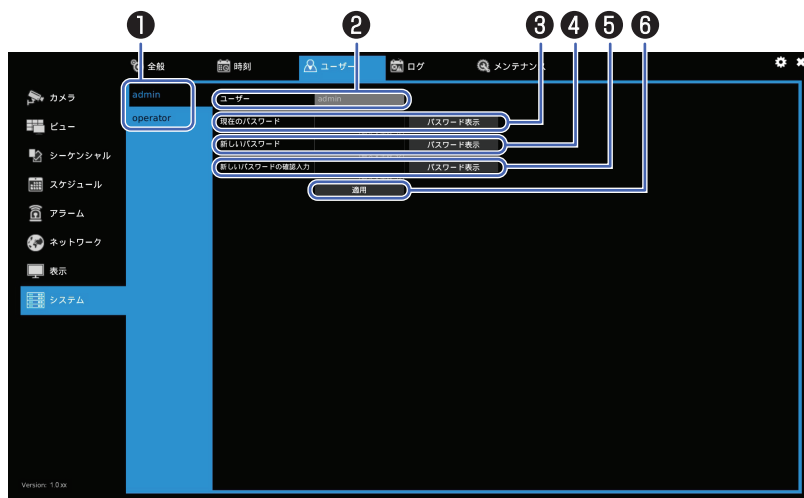 ❶ ❷ ❸ ❹ ❺ ❻
全般 時刻 ユーザー ログ メンテナンス
カメラ
ビュー
シーケンシャル
スケジュール
アラーム
ネットワーク
表示
システム
admin
operator
ユーザー admin
現在のパスワード パスワード表示
新しいパスワード パスワード表示
新しいパスワードの確認入力 パスワード表示
適用
Version: 1.0.xx